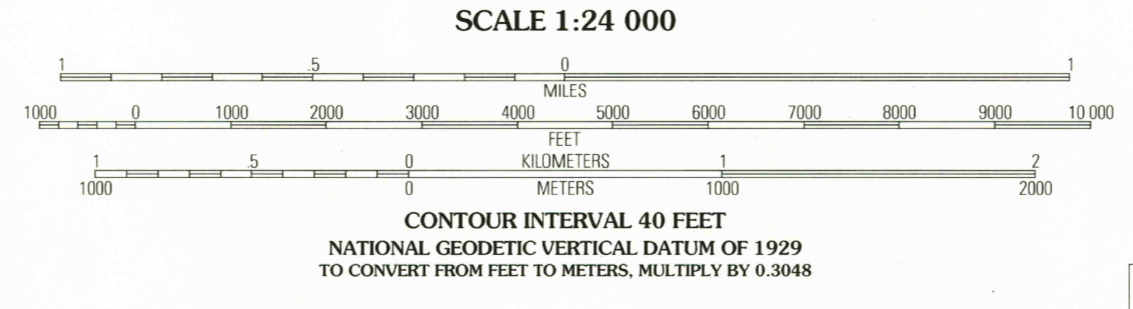 SCALE 1:24 000
1 .5 0 1
MILES
1000 0 1000 2000 3000 4000 5000 6000 7000 8000 9000 10 000
FEET
1 .5 0 KILOMETERS 1 2
1000 0 METERS 1000 2000
CONTOUR INTERVAL 40 FEET
NATIONAL GEODETIC VERTICAL DATUM OF 1929
TO CONVERT FROM FEET TO METERS, MULTIPLY BY 0.3048